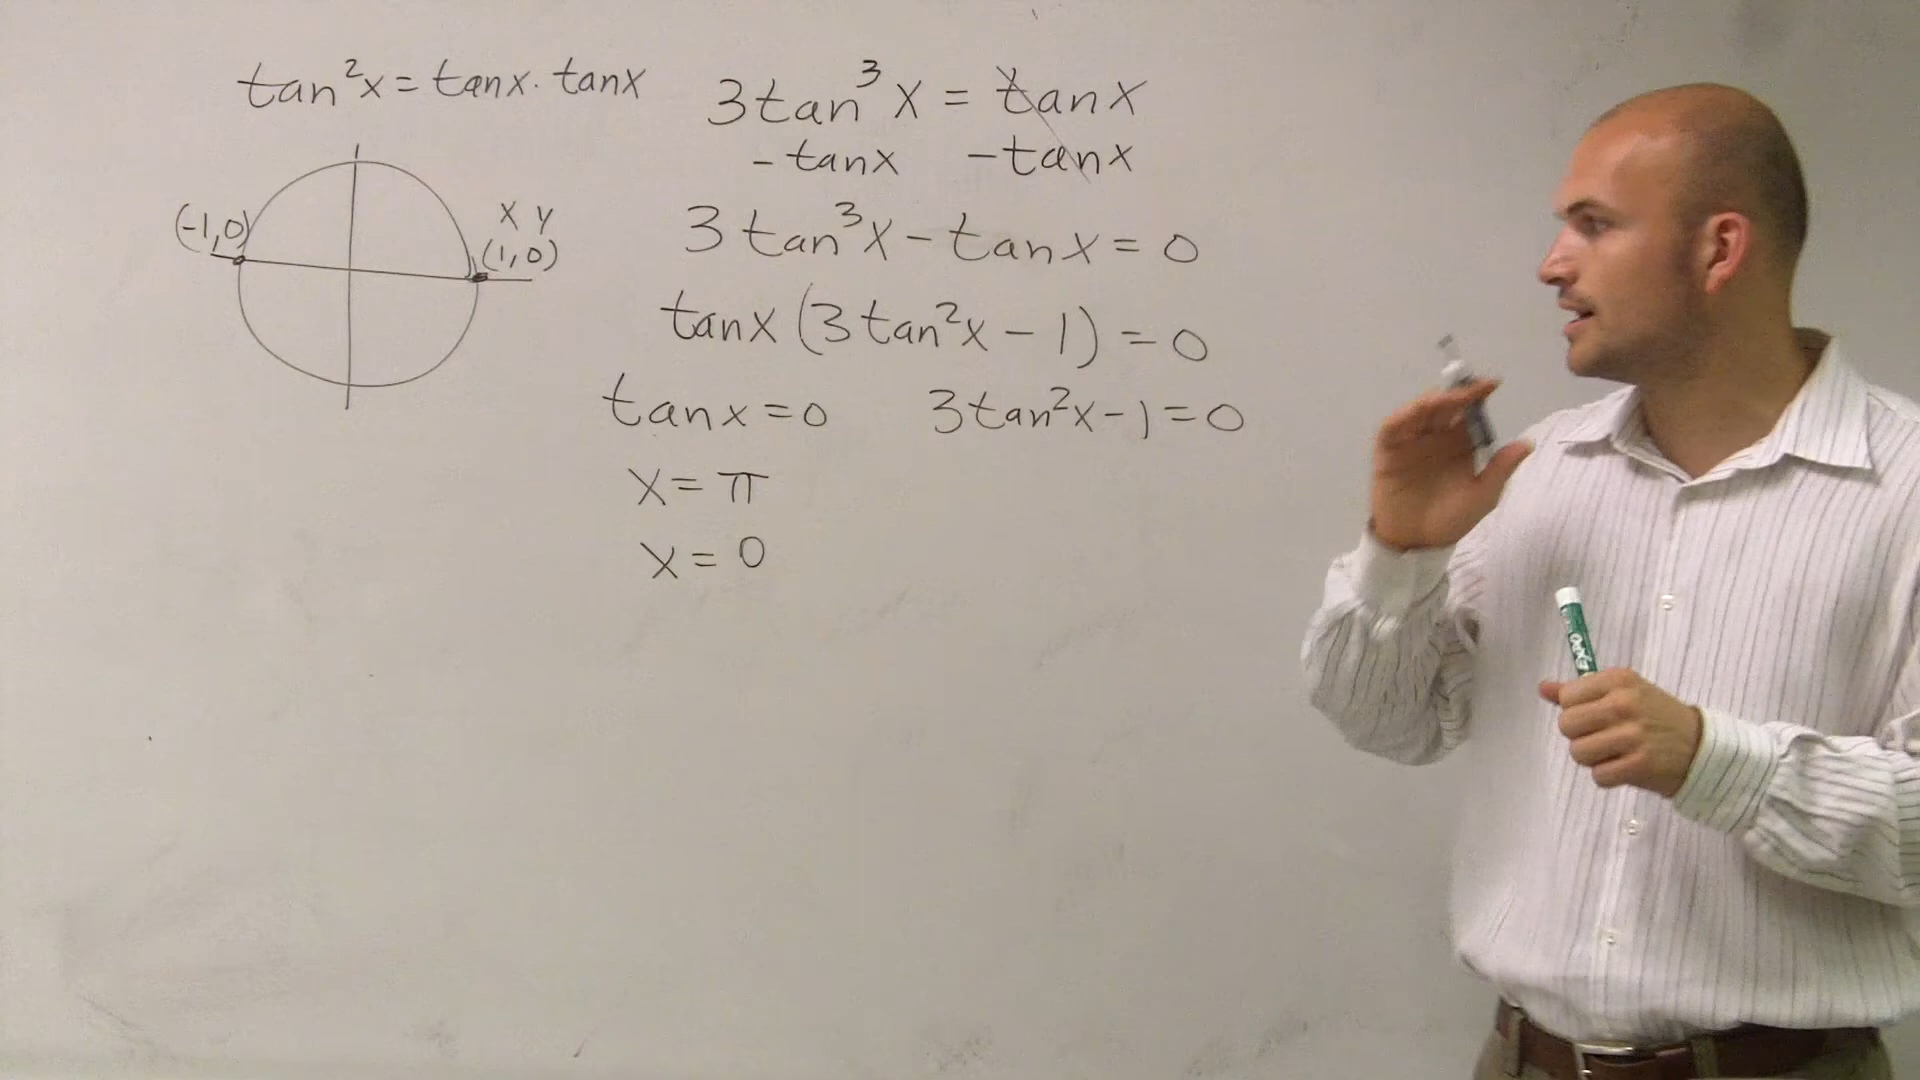 tan²x = tanx · tanx
(-1,0)
x y
(1,0)
3tan³x = tanx
-tanx -tanx
3tan³x - tanx = 0
tanx (3tan²x - 1) = 0
tanx = 0 3tan²x - 1 = 0
x = π
x = 0
EXPO